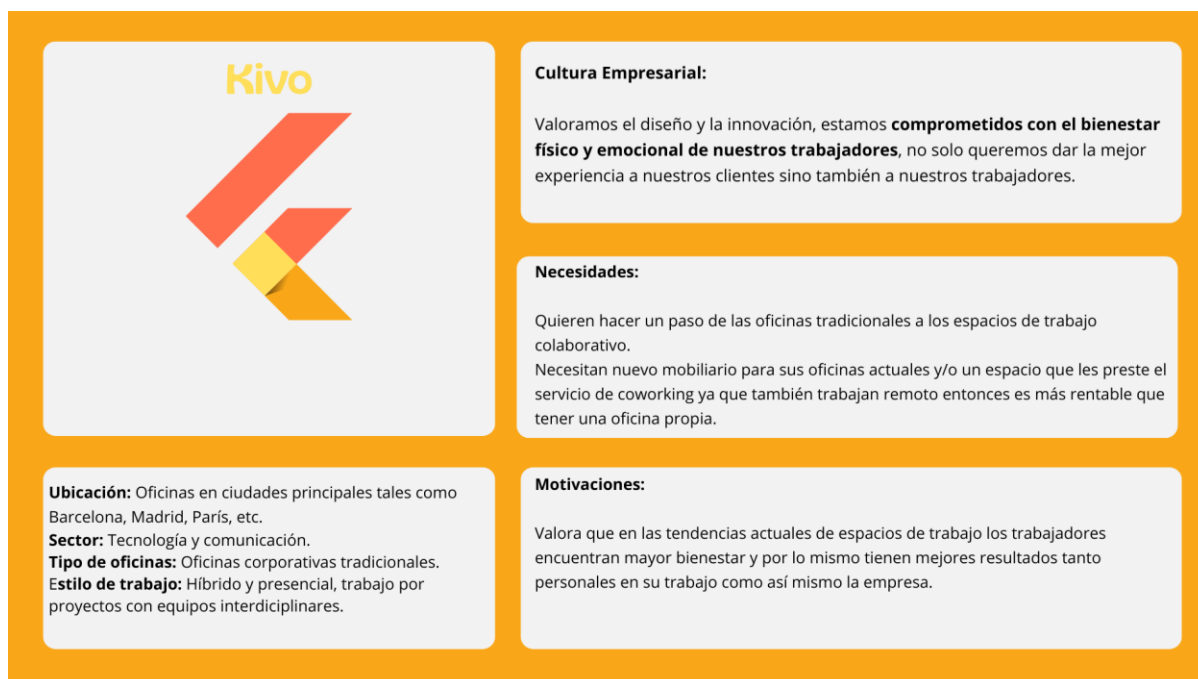 Kivo
Cultura Empresarial:
Valoramos el diseño y la innovación, estamos comprometidos con el bienestar
físico y emocional de nuestros trabajadores, no solo queremos dar la mejor
experiencia a nuestros clientes sino también a nuestros trabajadores.
Necesidades:
Quieren hacer un paso de las oficinas tradicionales a los espacios de trabajo
colaborativo.
Necesitan nuevo mobiliario para sus oficinas actuales y/o un espacio que les preste el
servicio de coworking ya que también trabajan remoto entonces es más rentable que
tener una oficina propia.
Ubicación: Oficinas en ciudades principales tales como
Barcelona, Madrid, París, etc.
Sector: Tecnología y comunicación.
Tipo de oficinas: Oficinas corporativas tradicionales.
Estilo de trabajo: Híbrido y presencial, trabajo por
proyectos con equipos interdiciplinares.
Motivaciones:
Valora que en las tendencias actuales de espacios de trabajo los trabajadores
encuentran mayor bienestar y por lo mismo tienen mejores resultados tanto
personales en su trabajo como así mismo la empresa.